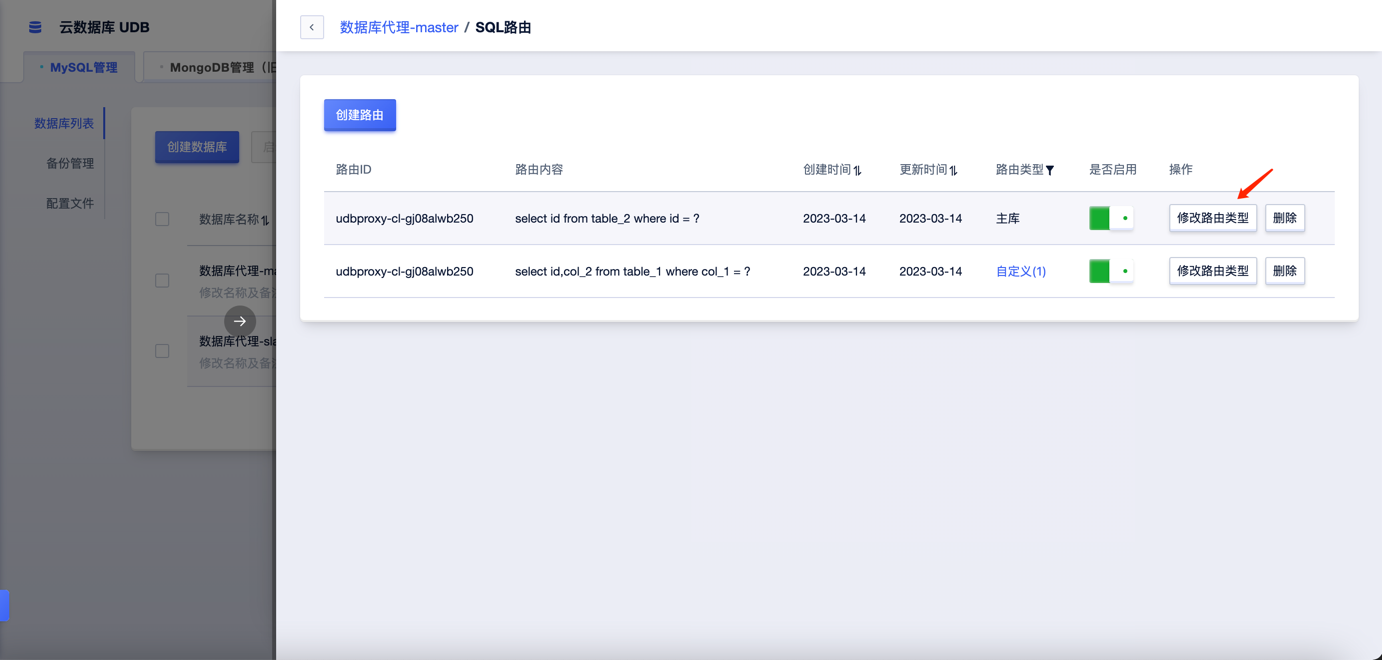 云数据库 UDB
数据库代理-master / SQL路由
MySQL管理
MongoDB管理（旧
数据库列表
备份管理
配置文件
创建数据库
启
数据库名称
数据库代理-ma
修改名称及备注
数据库代理-sla
修改名称及备注
创建路由
路由ID 路由内容 创建时间 更新时间 路由类型 是否启用 操作
udbproxy-cl-gj08alwb250 select id from table_2 where id = ? 2023-03-14 2023-03-14 主库 修改路由类型 删除
udbproxy-cl-gj08alwb250 select id,col_2 from table_1 where col_1 = ? 2023-03-14 2023-03-14 自定义(1) 修改路由类型 删除